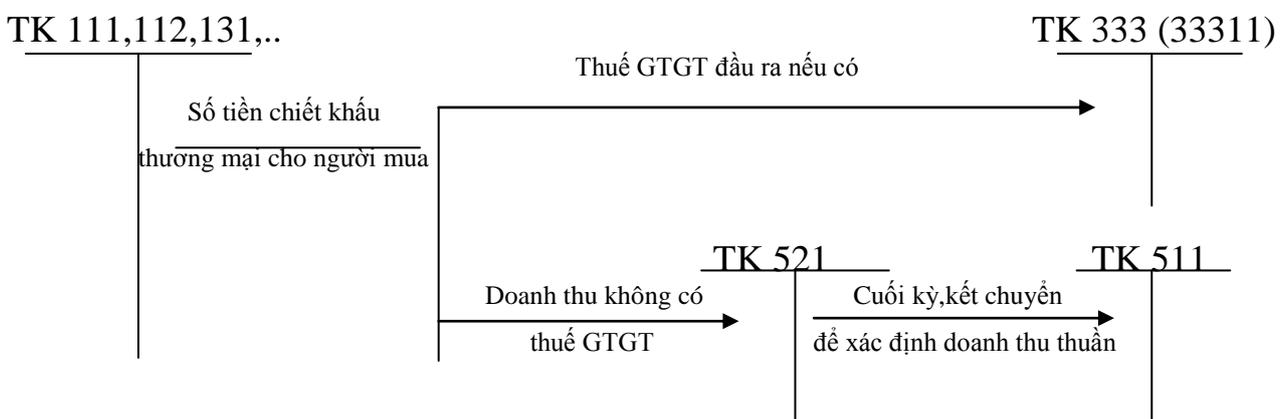 TK 111,112,131,..
TK 333 (33311)
Thuế GTGT đầu ra nếu có
Số tiền chiết khấu
thương mại cho người mua
TK 521
TK 511
Doanh thu không có
thuế GTGT
Cuối kỳ,kết chuyển
để xác định doanh thu thuần